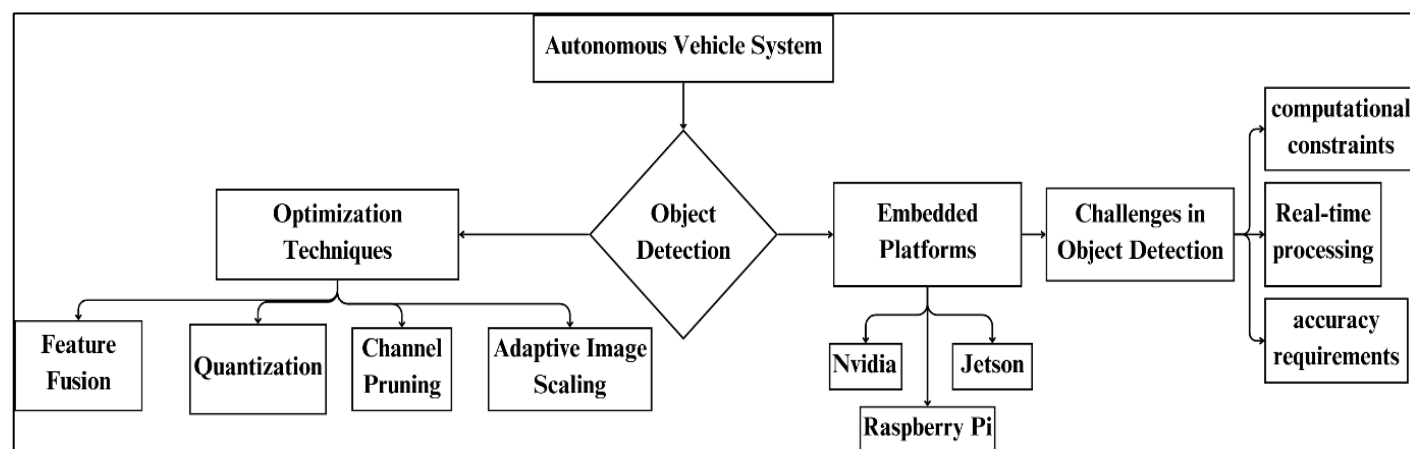 Autonomous Vehicle System
computational
constraints
Optimization
Techniques
Object
Detection
Embedded
Platforms
Challenges in
Object Detection
Real-time
processing
Feature
Fusion
Quantization
Channel
Pruning
Adaptive Image
Scaling
Nvidia
Jetson
Raspberry Pi
accuracy
requirements